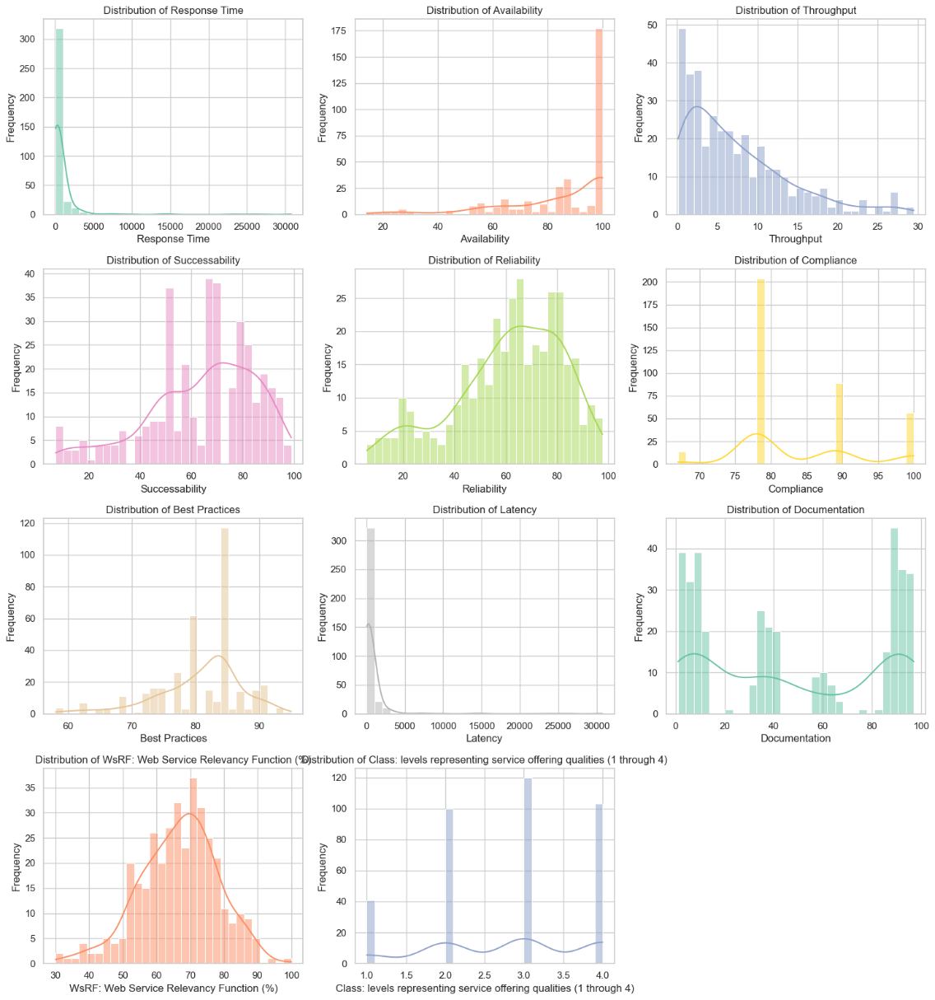 Distribution of Response Time
Frequency
300
250
200
150
100
50
0
0 5000 10000 15000 20000 25000 30000
Response Time
Distribution of Availability
Frequency
175
150
125
100
75
50
25
0
20 40 60 80 100
Availability
Distribution of Throughput
Frequency
50
40
30
20
10
0
0 5 10 15 20 25 30
Throughput
Distribution of Successability
Frequency
40
35
30
25
20
15
10
5
0
20 40 60 80 100
Successability
Distribution of Reliability
Frequency
25
20
15
10
5
0
20 40 60 80 100
Reliability
Distribution of Compliance
Frequency
200
175
150
125
100
75
50
25
0
70 75 80 85 90 95 100
Compliance
Distribution of Best Practices
Frequency
120
100
80
60
40
20
0
60 70 80 90
Best Practices
Distribution of Latency
Frequency
300
250
200
150
100
50
0
0 5000 10000 15000 20000 25000 30000
Latency
Distribution of Documentation
Frequency
40
30
20
10
0
0 20 40 60 80 100
Documentation
Distribution of WsRF: Web Service Relevancy Function (%)
Frequency
35
30
25
20
15
10
5
0
30 40 50 60 70 80 90 100
WsRF: Web Service Relevancy Function (%)
Distribution of Class: levels representing service offering qualities (1 through 4)
Frequency
120
100
80
60
40
20
0
1.0 1.5 2.0 2.5 3.0 3.5 4.0
Class: levels representing service offering qualities (1 through 4)